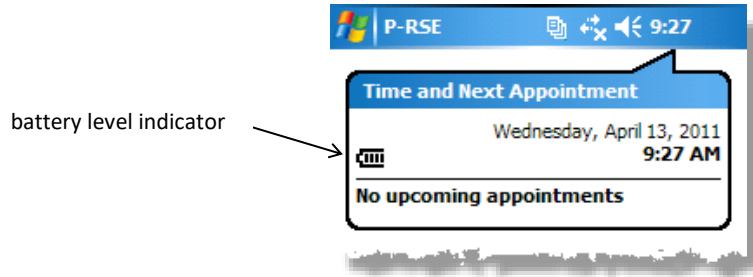 P-RSE 9:27
Time and Next Appointment
battery level indicator
Wednesday, April 13, 2011
9:27 AM
No upcoming appointments